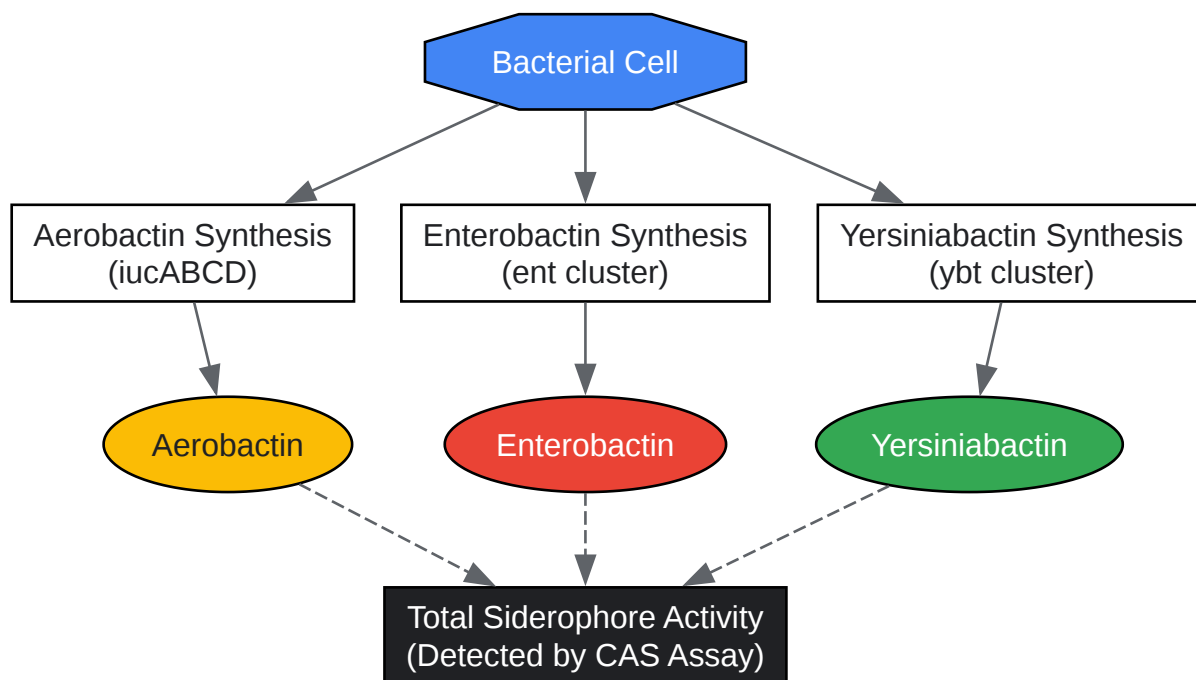 Bacterial Cell
Aerobactin Synthesis
(iucABCD)
Enterobactin Synthesis
(ent cluster)
Yersiniabactin Synthesis
(ybt cluster)
Aerobactin
Enterobactin
Yersiniabactin
Total Siderophore Activity
(Detected by CAS Assay)